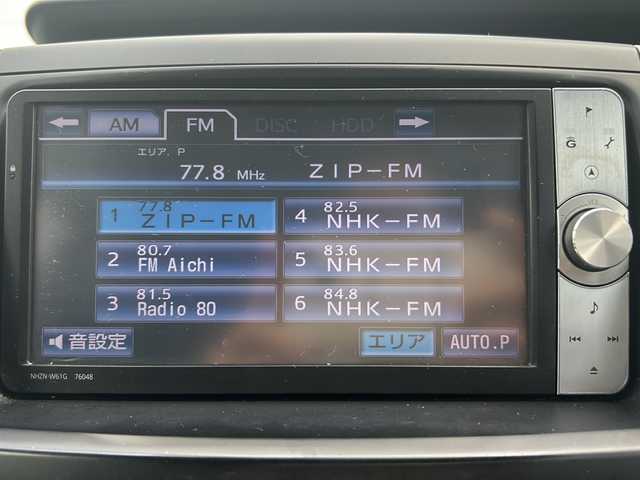 AM FM DISC HDD
エリア. P
77.8 MHz ZIP-FM
1 77.8 ZIP-FM
4 82.5 NHK-FM
2 80.7 FM Aichi
5 83.6 NHK-FM
3 81.5 Radio 80
6 84.8 NHK-FM
音設定 エリア AUTO.P
NHZN-W61G 76048
G